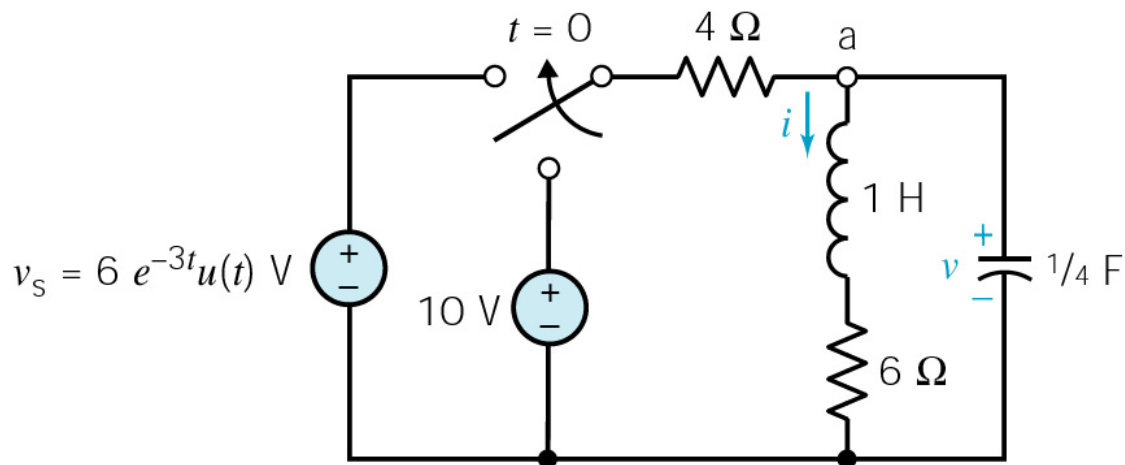 t = 0
4 Ω
a
i
1 H
+
v
−
1/4 F
vS = 6 e−3tu(t) V
+
−
10 V
+
−
6 Ω